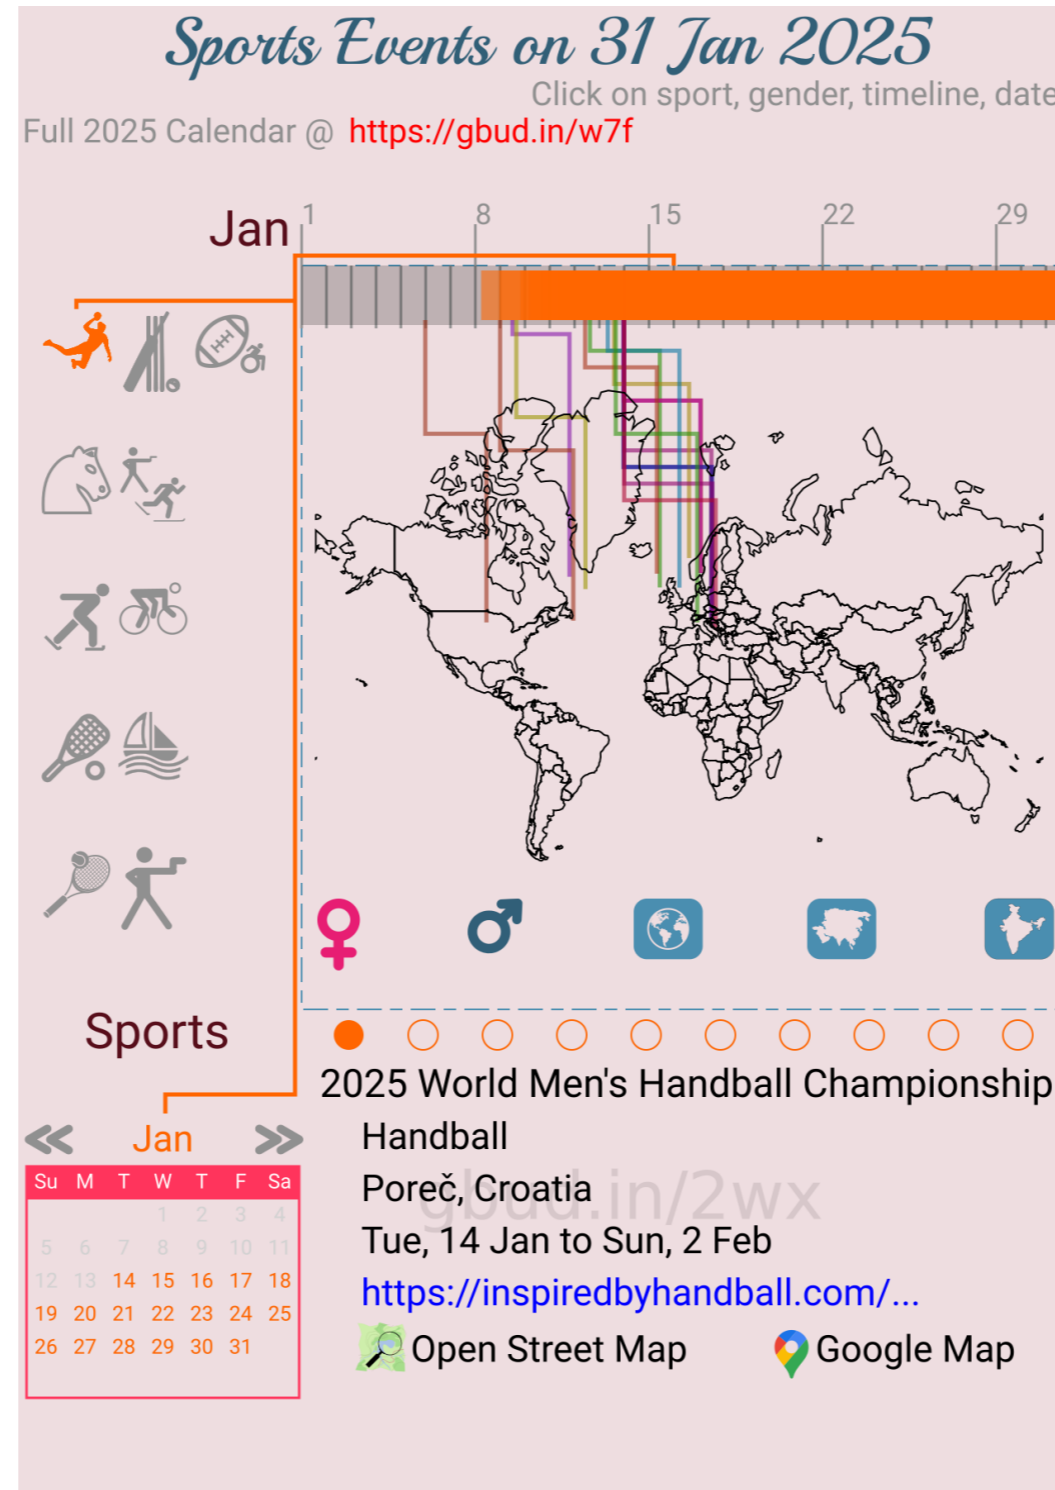 Sports Events on 31 Jan 2025
Click on sport, gender, timeline, date
Full 2025 Calendar @ https://gbud.in/w7f
Jan
1 8 15 22 29
Sports
2025 World Men's Handball Championship
Handball
Poreč, Croatia
gbud.in/2wx
Tue, 14 Jan to Sun, 2 Feb
https://inspiredbyhandball.com/...
Open Street Map Google Map
Jan
Su M T W T F Sa
1 2 3 4
5 6 7 8 9 10 11
12 13 14 15 16 17 18
19 20 21 22 23 24 25
26 27 28 29 30 31